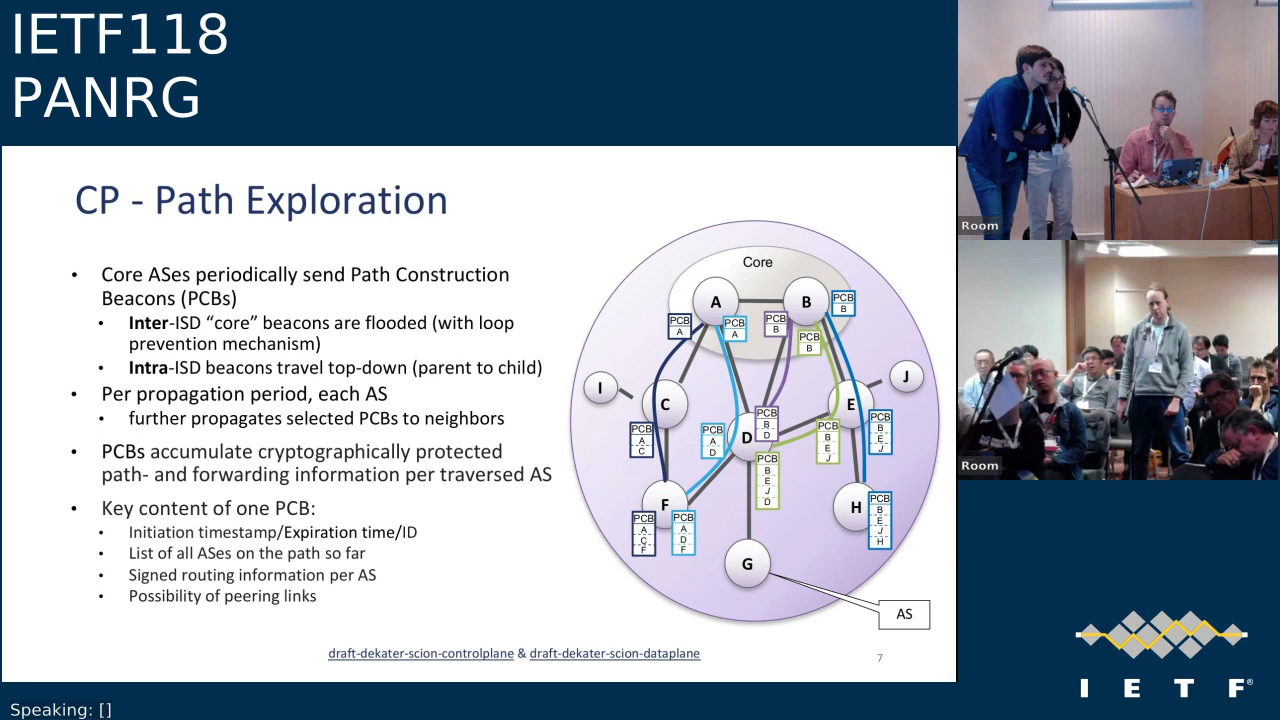 IETF118
PANRG
CP - Path Exploration
• Core ASes periodically send Path Construction
Beacons (PCBs)
• Inter-ISD “core” beacons are flooded (with loop
prevention mechanism)
• Intra-ISD beacons travel top-down (parent to child)
• Per propagation period, each AS
• further propagates selected PCBs to neighbors
• PCBs accumulate cryptographically protected
path- and forwarding information per traversed AS
• Key content of one PCB:
• Initiation timestamp/Expiration time/ID
• List of all ASes on the path so far
• Signed routing information per AS
• Possibility of peering links
Core
A
B
PCB
B
PCB
A
PCB
A
PCB
B
PCB
B
I
J
C
E
D
PCB
B
D
PCB
A
C
PCB
A
D
PCB
B
E
J
PCB
B
E
J
PCB
B
E
J
D
F
H
PCB
A
C
F
PCB
A
D
F
PCB
B
E
J
H
G
AS
draft-dekater-scion-controlplane & draft-dekater-scion-dataplane
7
Room
Room
IETF®
Speaking: []